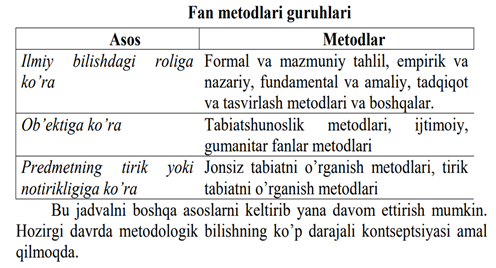 Fan metodlari guruhlari
Asos Metodlar
Ilmiy bilishdagi roliga Formal va mazmuniy tahlil, empirik va
ko’ra nazariy, fundamental va amaliy, tadqiqot
va tasvirlash metodlari va boshqalar.
Ob’ektiga ko’ra Tabiatshunoslik metodlari, ijtimoiy,
gumanitar fanlar metodlari
Predmetning tirik yoki Jonsiz tabiatni o’rganish metodlari, tirik
notirikligiga ko’ra tabiatni o’rganish metodlari
Bu jadvalni boshqa asoslarni keltirib yana davom ettirish mumkin.
Hozirgi davrda metodologik bilishning ko’p darajali kontseptsiyasi amal
qilmoqda.